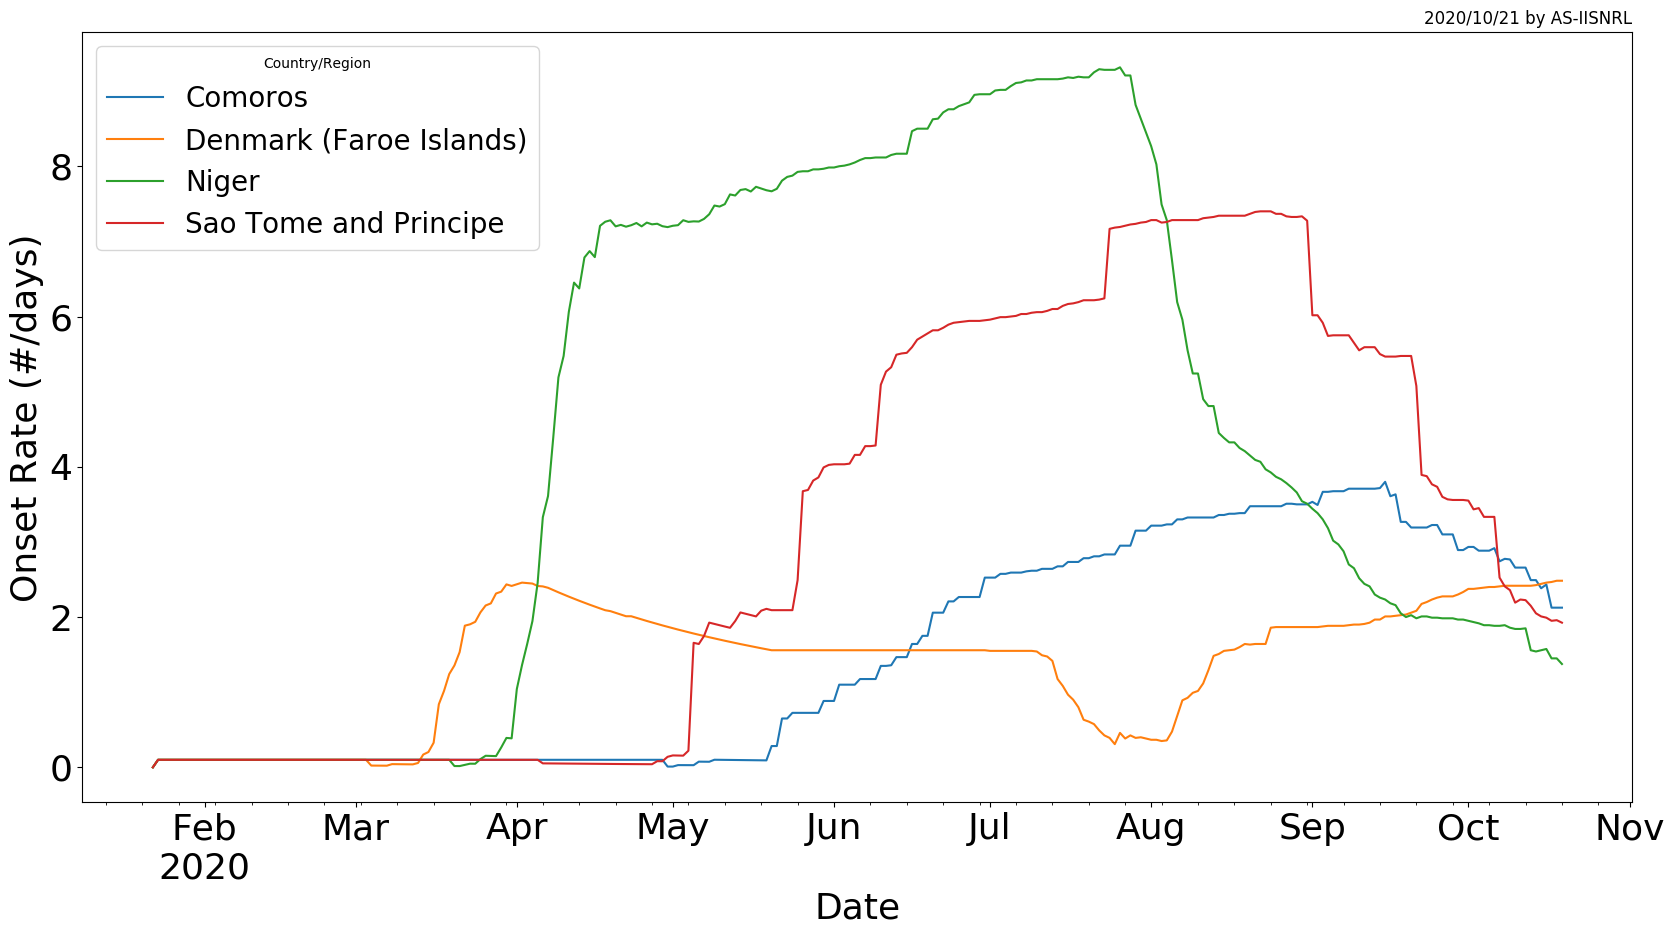 2020/10/21 by AS-IISNRL
Country/Region
Comoros
Denmark (Faroe Islands)
Niger
Sao Tome and Principe
Onset Rate (#/days)
8
6
4
2
0
Feb Mar Apr May Jun Jul Aug Sep Oct Nov
2020
Date